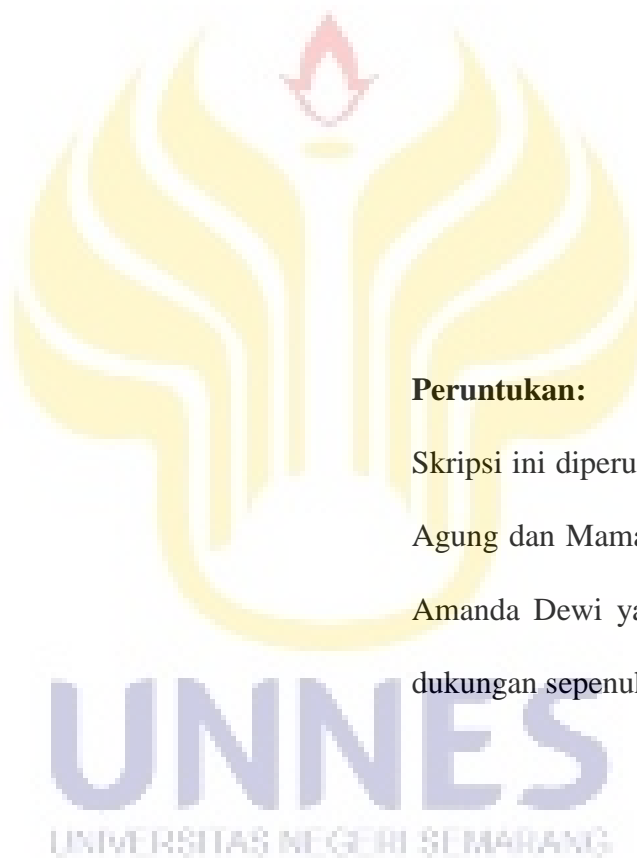 Peruntukan:
Skripsi ini diperu
Agung dan Mama
Amanda Dewi ya
dukungan sepenul
UNNES
UNIVERSITAS NEGERI SEMARANG